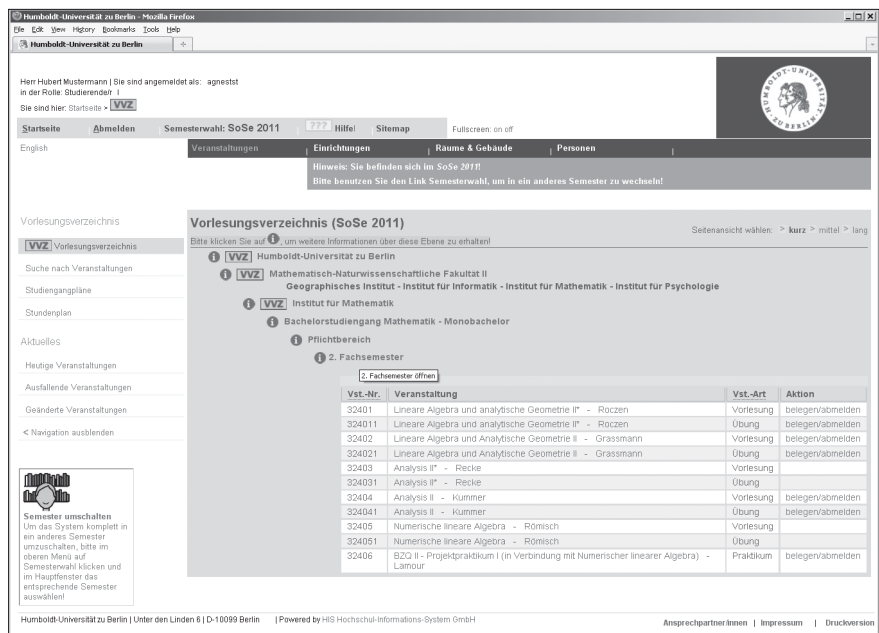 Humboldt-Universität zu Berlin - Mozilla Firefox
File Edit View History Bookmarks Tools Help
Humboldt-Universität zu Berlin
Herr Hubert Mustermann | Sie sind angemeldet als: agnestst
in der Rolle: Studierende/r |
Sie sind hier: Startseite > VVZ
Startseite Abmelden Semesterwahl: SoSe 2011 ??? Hilfe! Sitemap Fullscreen: on off
English Veranstaltungen | Einrichtungen | Räume & Gebäude | Personen |
Hinweis: Sie befinden sich im SoSe 2011!
Bitte benutzen Sie den Link Semesterwahl, um in ein anderes Semester zu wechseln!
Vorlesungsverzeichnis
VVZ Vorlesungsverzeichnis
Suche nach Veranstaltungen
Studiengangpläne
Stundenplan
Aktuelles
Heutige Veranstaltungen
Ausfallende Veranstaltungen
Geänderte Veranstaltungen
< Navigation ausblenden
Semester umschalten
Um das System komplett in
ein anderes Semester
umzuschalten, bitte im
oberen Menü auf
Semesterwahl klicken und
im Hauptfenster das
entsprechende Semester
auswählen!
Vorlesungsverzeichnis (SoSe 2011)
Seitenansicht wählen: > kurz > mittel > lang
Bitte klicken Sie auf i, um weitere Informationen über diese Ebene zu erhalten!
i VVZ Humboldt-Universität zu Berlin
i VVZ Mathematisch-Naturwissenschaftliche Fakultät II
Geographisches Institut - Institut für Informatik - Institut für Mathematik - Institut für Psychologie
i VVZ Institut für Mathematik
i Bachelorstudiengang Mathematik - Monobachelor
i Pflichtbereich
i 2. Fachsemester
2. Fachsemester öffnen
Vst.-Nr. Veranstaltung Vst.-Art Aktion
32401 Lineare Algebra und analytische Geometrie II* - Roczen Vorlesung belegen/abmelden
324011 Lineare Algebra und analytische Geometrie II* - Roczen Übung belegen/abmelden
32402 Lineare Algebra und Analytische Geometrie II - Grassmann Vorlesung belegen/abmelden
324021 Lineare Algebra und Analytische Geometrie II - Grassmann Übung belegen/abmelden
32403 Analysis II* - Recke Vorlesung
324031 Analysis II* - Recke Übung
32404 Analysis II - Kummer Vorlesung belegen/abmelden
324041 Analysis II - Kummer Übung belegen/abmelden
32405 Numerische lineare Algebra - Römisch Vorlesung
324051 Numerische lineare Algebra - Römisch Übung
32406 BZQ II - Projektpraktikum I (in Verbindung mit Numerischer linearer Algebra) - Praktikum belegen/abmelden
Lamour
Humboldt-Universität zu Berlin | Unter den Linden 6 | D-10099 Berlin | Powered by HIS Hochschul-Informations-System GmbH
Ansprechpartner/innen | Impressum | Druckversion
HUMBOLDT-UNIVERSITÄT
ZU BERLIN